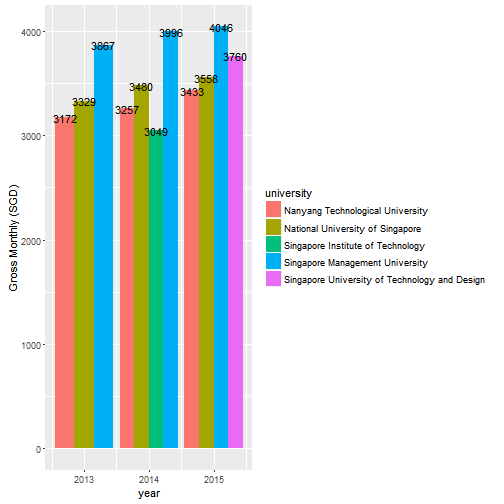 4046
3996
4000
3867
3760
3558
3480
3433
3329
3257
3172
3049
3000
2000
1000
0
Gross Monthly (SGD)
2013 2014 2015
year
university
Nanyang Technological University
National University of Singapore
Singapore Institute of Technology
Singapore Management University
Singapore University of Technology and Design